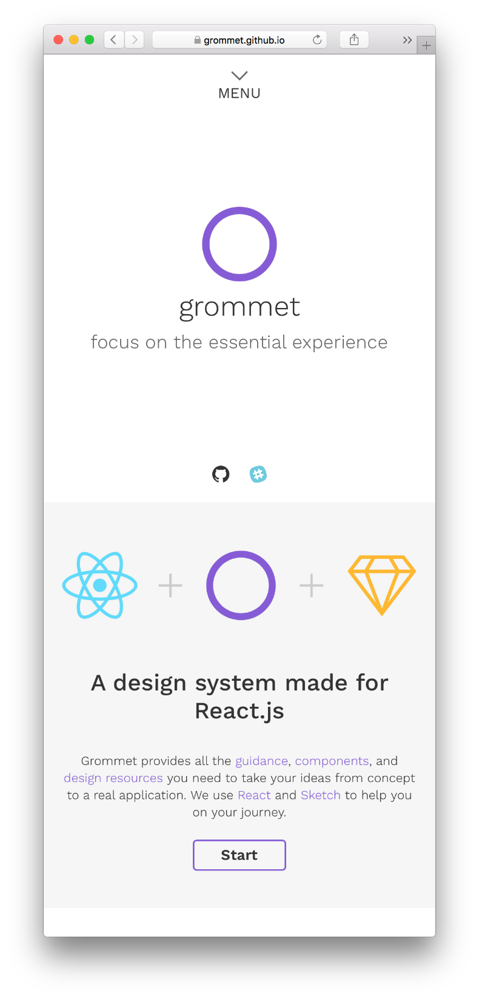 grommet.github.io
MENU
grommet
focus on the essential experience
A design system made for
React.js
Grommet provides all the guidance, components, and
design resources you need to take your ideas from concept
to a real application. We use React and Sketch to help you
on your journey.
Start